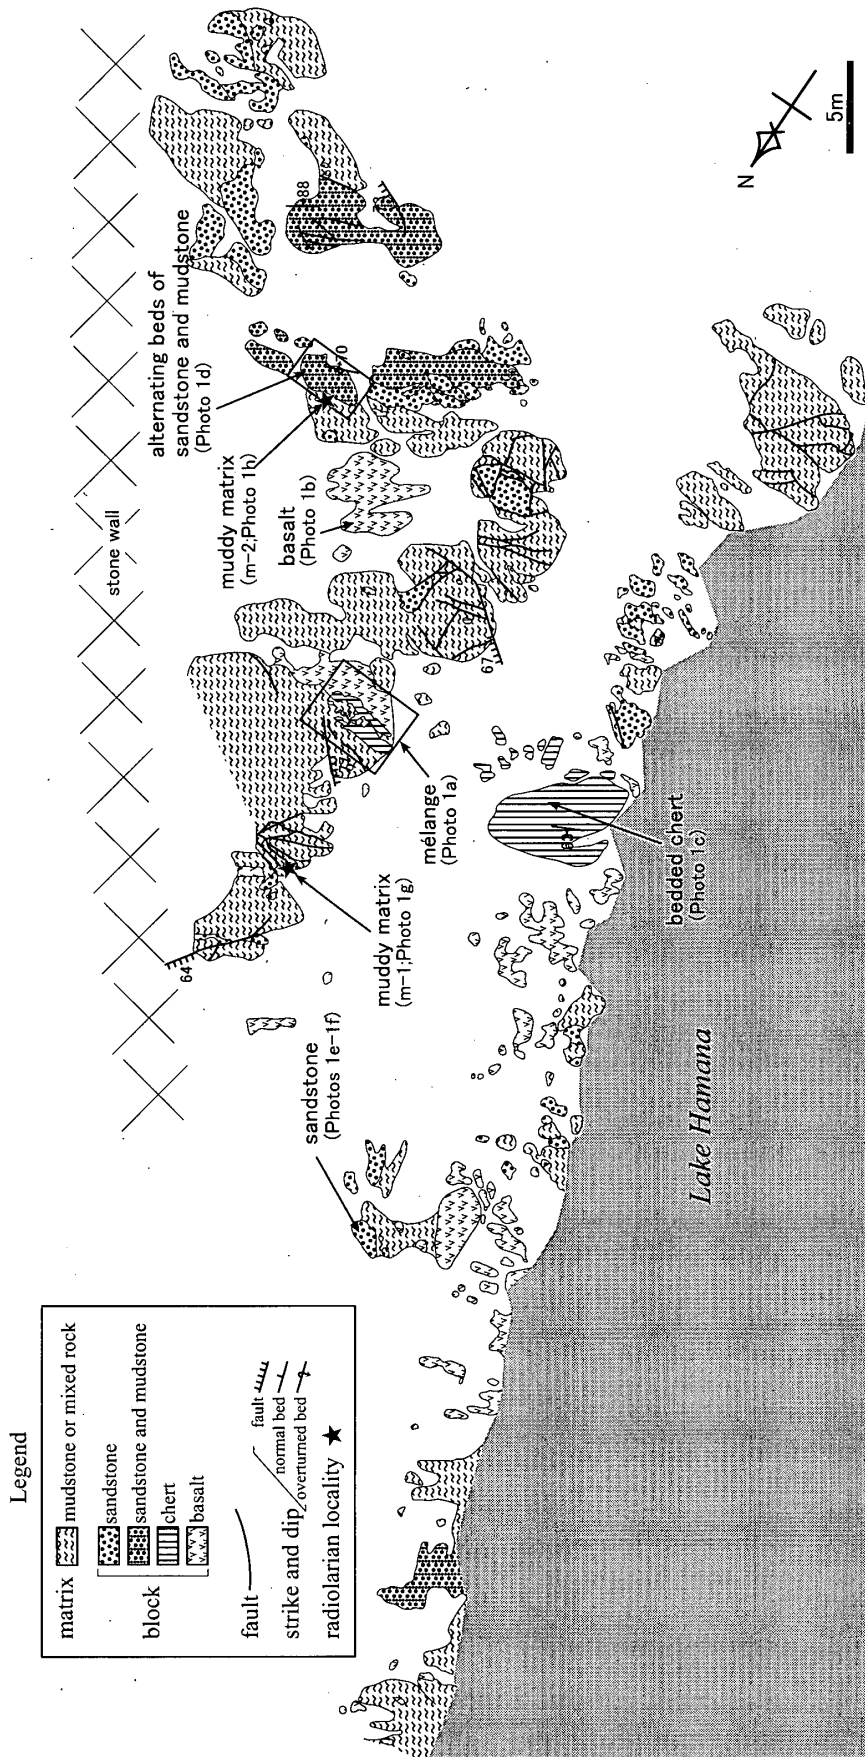 Legend
matrix
mudstone or mixed rock
block
sandstone
sandstone and mudstone
chert
basalt
fault
strike and dip
fault
normal bed
overturned bed
radiolarian locality
stone wall
alternating beds of
sandstone and mudstone
(Photo 1d)
muddy matrix
(m-2;Photo 1h)
basalt
(Photo 1b)
mélange
(Photo 1a)
muddy matrix
(m-1;Photo 1g)
sandstone
(Photos 1e-1f)
bedded chert
(Photo 1c)
Lake Hamana
64
67
70
88
N
5m